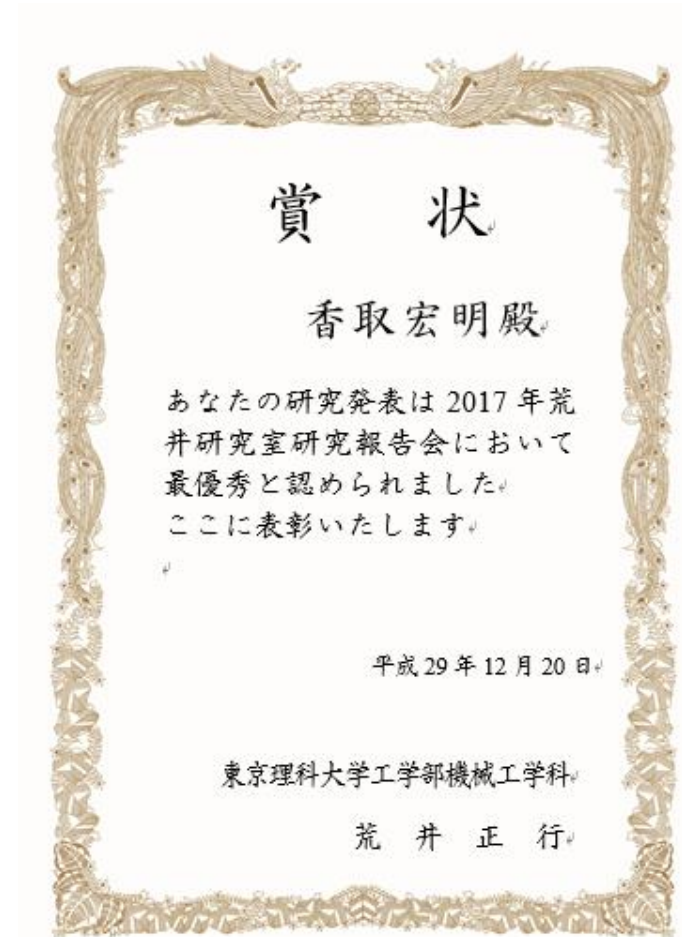 賞　状
香取宏明殿
あなたの研究発表は 2017 年荒
井研究室研究報告会において
最優秀と認められました
ここに表彰いたします
平成 29 年 12 月 20 日
東京理科大学工学部機械工学科
荒　井　正　行